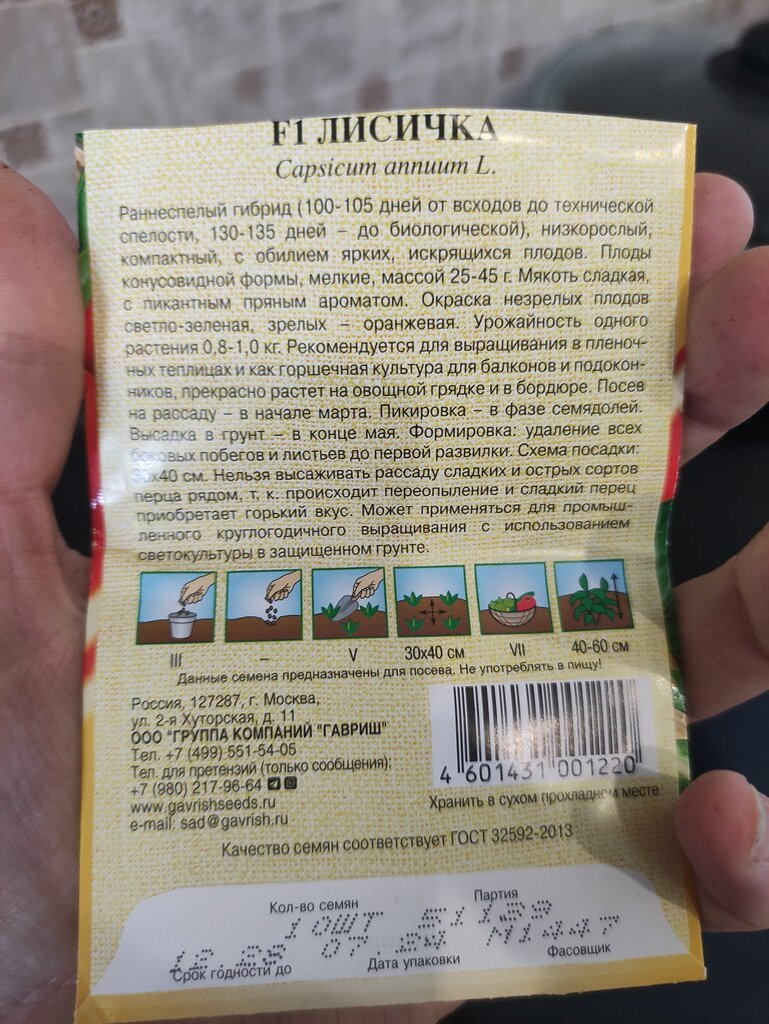 F1 ЛИСИЧКА
Capsicum annuum L.
Раннеспелый гибрид (100-105 дней от всходов до технической
спелости, 130-135 дней – до биологической), низкорослый,
компактный, с обилием ярких, искрящихся плодов. Плоды
конусовидной формы, мелкие, массой 25-45 г. Мякоть сладкая,
с пикантным пряным ароматом. Окраска незрелых плодов
светло-зеленая, зрелых – оранжевая. Урожайность одного
растения 0,8-1,0 кг. Рекомендуется для выращивания в пленоч-
ных теплицах и как горшечная культура для балконов и подокон-
ников, прекрасно растет на овощной грядке и в бордюре. Посев
на рассаду – в начале марта. Пикировка – в фазе семядолей.
Высадка в грунт – в конце мая. Формировка: удаление всех
боковых побегов и листьев до первой развилки. Схема посадки:
30х40 см. Нельзя высаживать рассаду сладких и острых сортов
перца рядом, т. к. происходит переопыление и сладкий перец
приобретает горький вкус. Может применяться для промыш-
ленного круглогодичного выращивания с использованием
светокультуры в защищенном грунте.
III – V 30х40 см VII 40-60 см
Данные семена предназначены для посева. Не употреблять в пищу!
Россия, 127287, г. Москва,
ул. 2-я Хуторская, д. 11
ООО "ГРУППА КОМПАНИЙ "ГАВРИШ"
Тел. +7 (499) 551-54-05
Тел. для претензий (только сообщения):
+7 (980) 217-96-64
www.gavrishseeds.ru
e-mail: sad@gavrish.ru
4 601431 001220
Хранить в сухом прохладном месте
Качество семян соответствует ГОСТ 32592-2013
Кол-во семян Партия
10ШТ
12.28 07.24 М1447
Срок годности до Дата упаковки Фасовщик